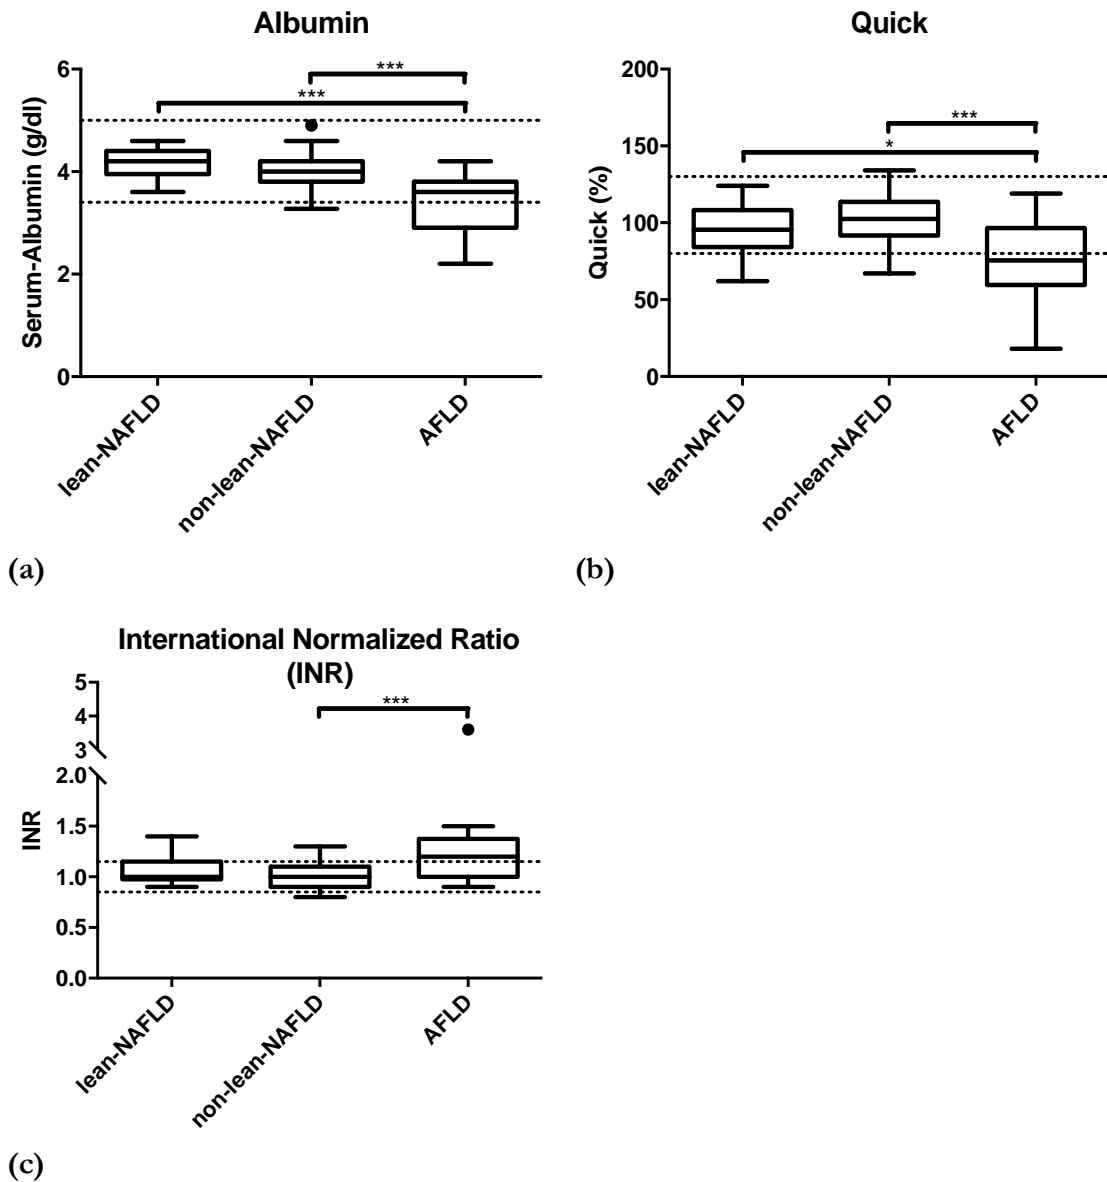 Albumin
Serum-Albumin (g/dl)
6
4
2
0
***
***
lean-NAFLD
non-lean-NAFLD
AFLD
(a)
Quick
Quick (%)
200
150
100
50
0
***
*
lean-NAFLD
non-lean-NAFLD
AFLD
(b)
International Normalized Ratio
(INR)
INR
5
4
3
2.0
1.5
1.0
0.5
0.0
***
lean-NAFLD
non-lean-NAFLD
AFLD
(c)